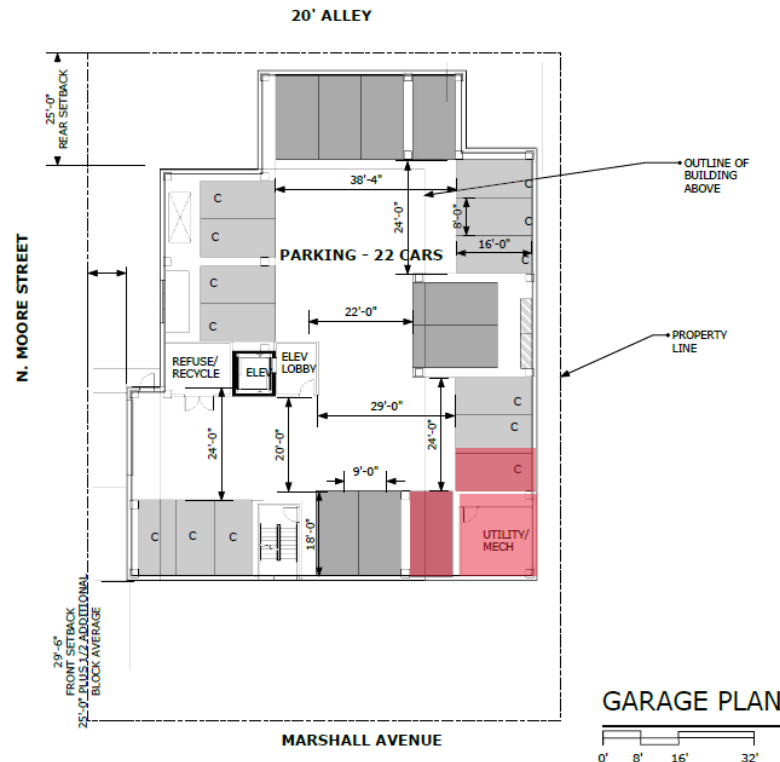 20' ALLEY
25'-0"
REAR SETBACK
OUTLINE OF
BUILDING
ABOVE
38'-4"
24'-0"
8'-0"
16'-0"
C
C
C
C
C
C
C
PARKING - 22 CARS
N. MOORE STREET
22'-0"
PROPERTY
LINE
REFUSE/
RECYCLE
ELEV
ELEV
LOBBY
29'-0"
24'-0"
20'-0"
24'-0"
9'-0"
C
C
C
18'-0"
C
C
C
UTILITY/
MECH
29'-6"
FRONT SETBACK
25'-0" PLUS 1/2 ADDITIONAL
BLOCK AVERAGE
MARSHALL AVENUE
GARAGE PLAN
0' 8' 16' 32'